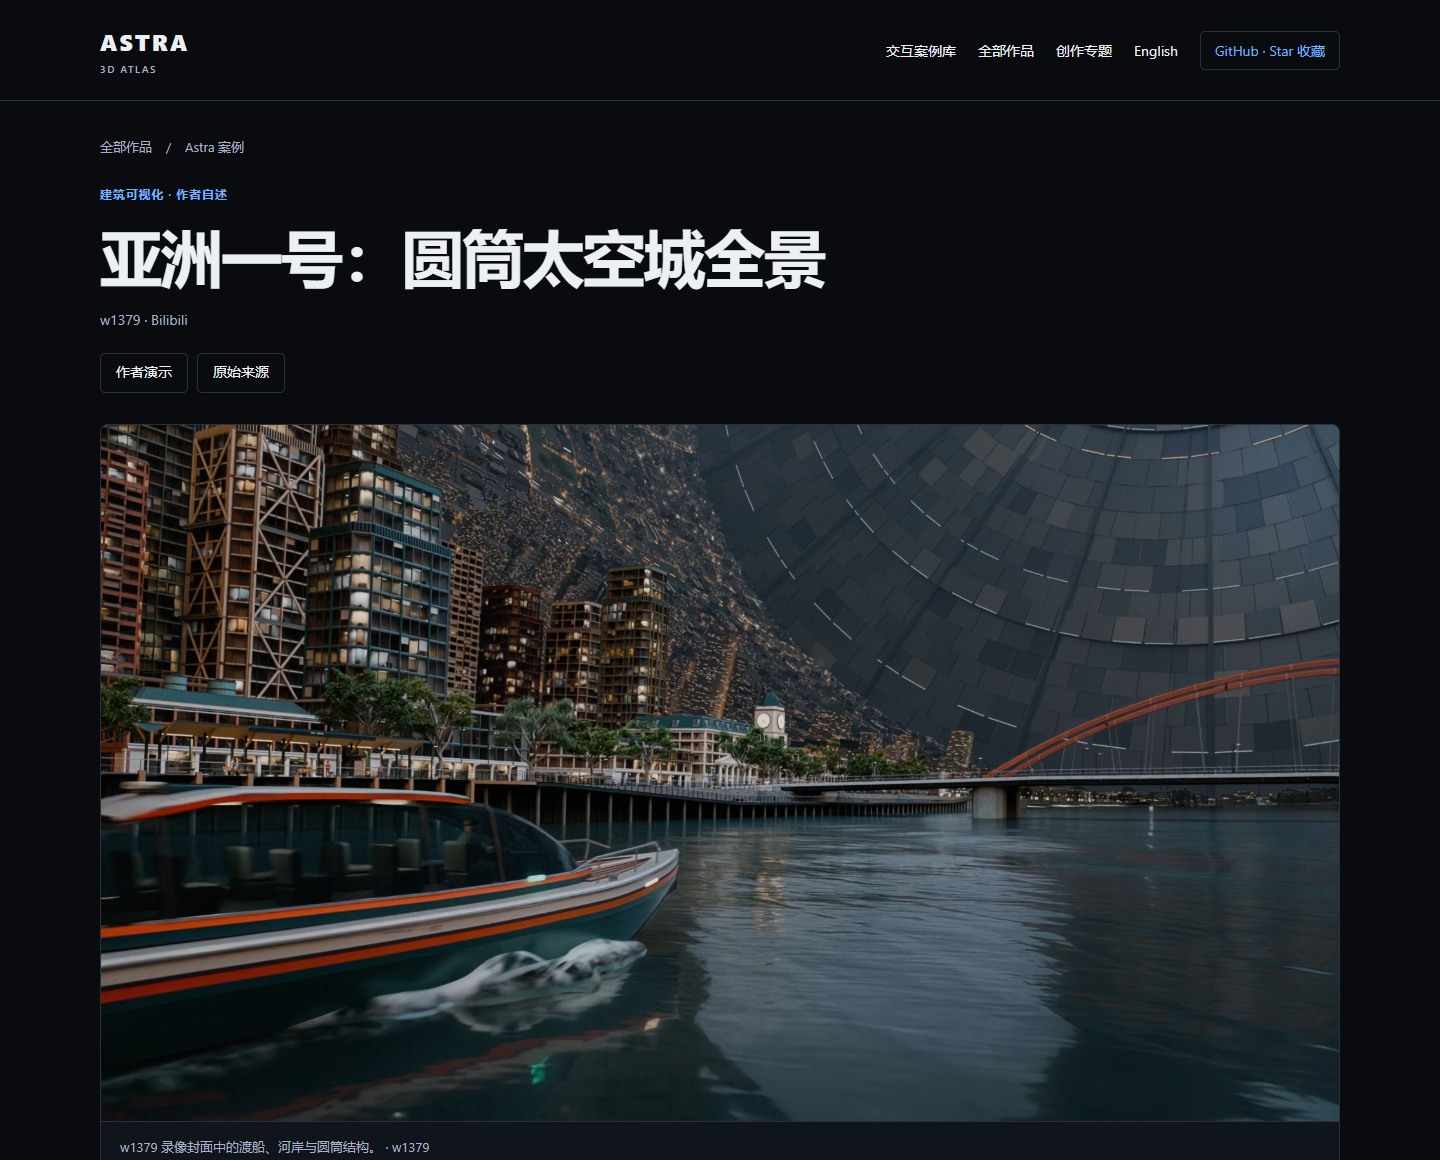 ASTRA
3D ATLAS
交互案例库
全部作品
创作专题
English
GitHub · Star 收藏
全部作品 / Astra 案例
建筑可视化 · 作者自述
亚洲一号：圆筒太空城全景
w1379 · Bilibili
作者演示
原始来源
w1379 录像封面中的渡船、河岸与圆筒结构。 · w1379